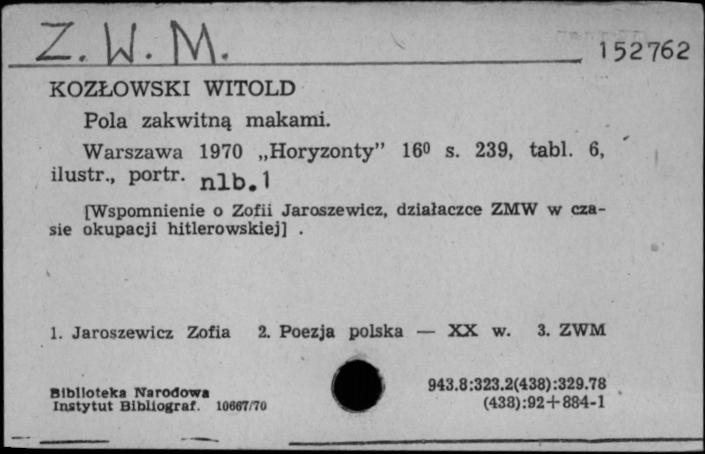 Z. W. M.
152762
KOZŁOWSKI WITOLD
Pola zakwitną makami.
Warszawa 1970 „Horyzonty” 16⁰ s. 239, tabl. 6,
ilustr., portr. nlb. 1
[Wspomnienie o Zofii Jaroszewicz, działaczce ZMW w cza-
sie okupacji hitlerowskiej] .
1. Jaroszewicz Zofia 2. Poezja polska — XX w. 3. ZWM
Biblioteka Narodowa
Instytut Bibliograf. 10667/70
943.8:323.2(438):329.78
(438):92+884-1